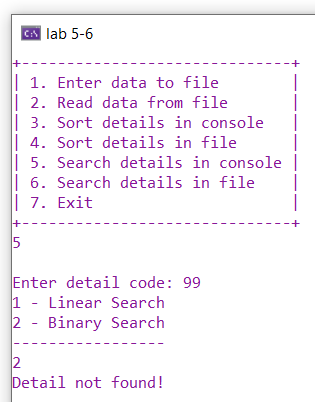 lab 5-6
+------------------------------+
| 1. Enter data to file        |
| 2. Read data from file       |
| 3. Sort details in console   |
| 4. Sort details in file      |
| 5. Search details in console |
| 6. Search details in file    |
| 7. Exit                      |
+------------------------------+
5
Enter detail code: 99
1 - Linear Search
2 - Binary Search
-----------------
2
Detail not found!